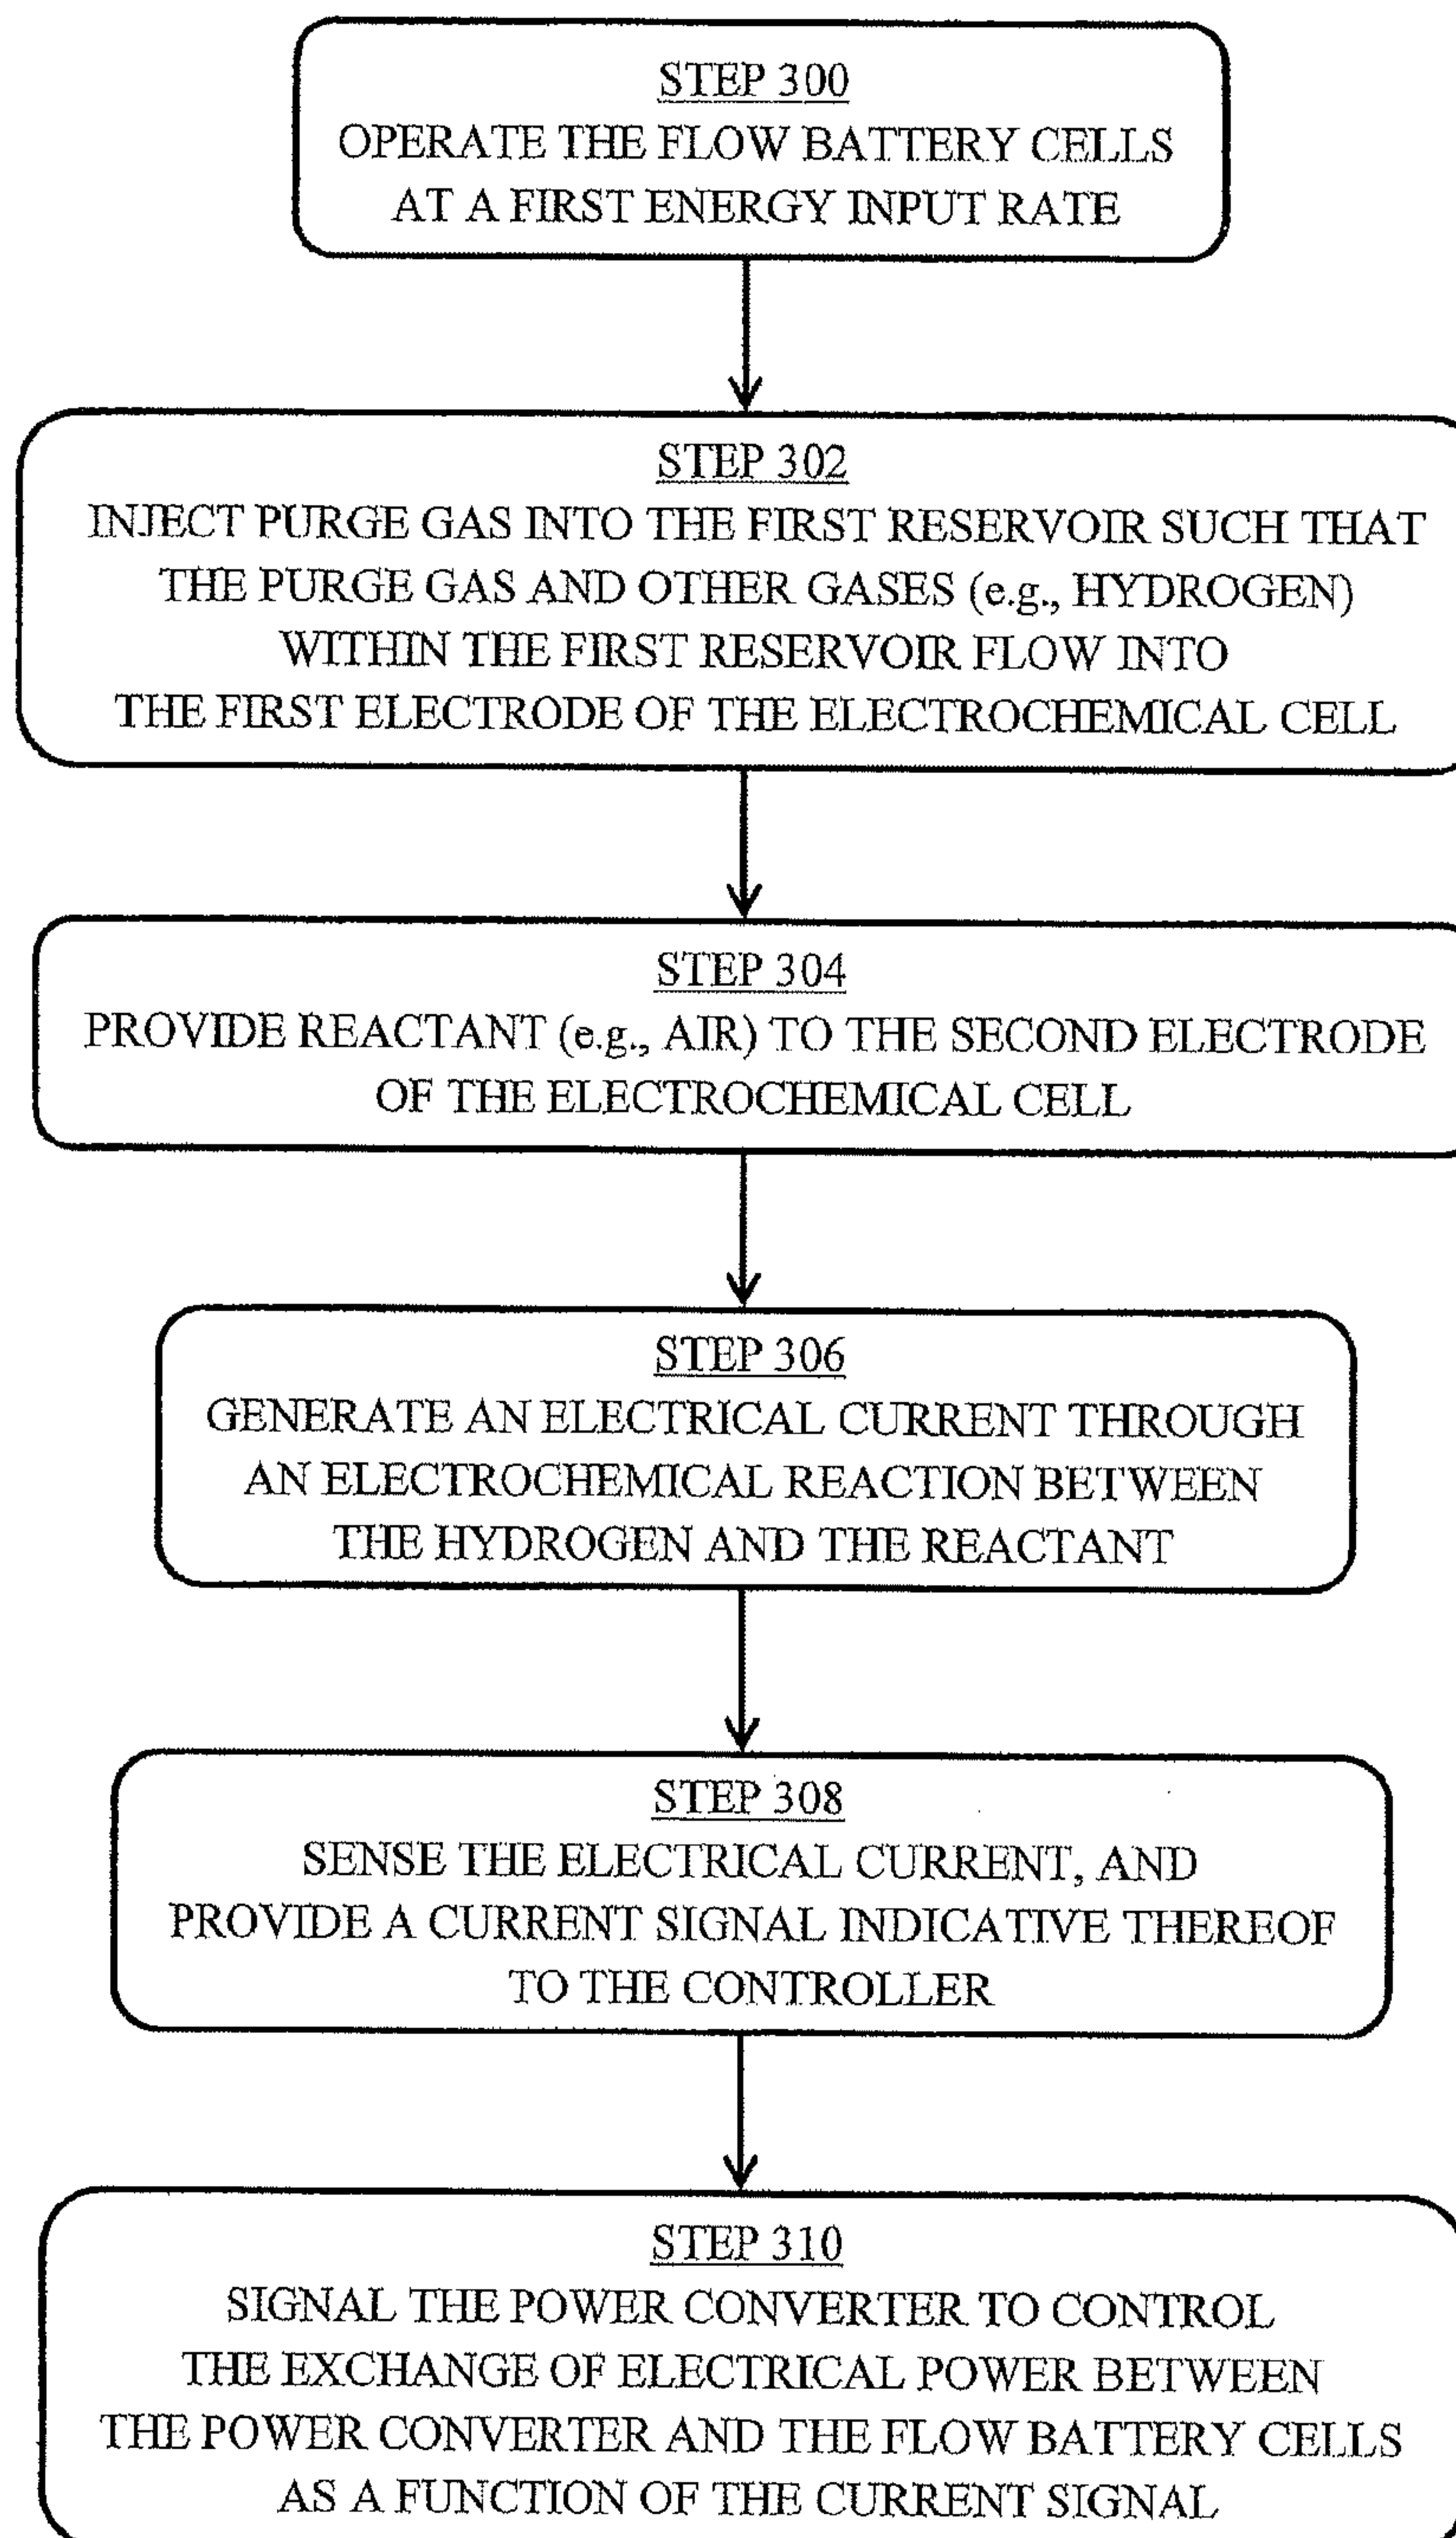 STEP 300
OPERATE THE FLOW BATTERY CELLS
AT A FIRST ENERGY INPUT RATE
STEP 302
INJECT PURGE GAS INTO THE FIRST RESERVOIR SUCH THAT
THE PURGE GAS AND OTHER GASES (e.g., HYDROGEN)
WITHIN THE FIRST RESERVOIR FLOW INTO
THE FIRST ELECTRODE OF THE ELECTROCHEMICAL CELL
STEP 304
PROVIDE REACTANT (e.g., AIR) TO THE SECOND ELECTRODE
OF THE ELECTROCHEMICAL CELL
STEP 306
GENERATE AN ELECTRICAL CURRENT THROUGH
AN ELECTROCHEMICAL REACTION BETWEEN
THE HYDROGEN AND THE REACTANT
STEP 308
SENSE THE ELECTRICAL CURRENT, AND
PROVIDE A CURRENT SIGNAL INDICATIVE THEREOF
TO THE CONTROLLER
STEP 310
SIGNAL THE POWER CONVERTER TO CONTROL
THE EXCHANGE OF ELECTRICAL POWER BETWEEN
THE POWER CONVERTER AND THE FLOW BATTERY CELLS
AS A FUNCTION OF THE CURRENT SIGNAL